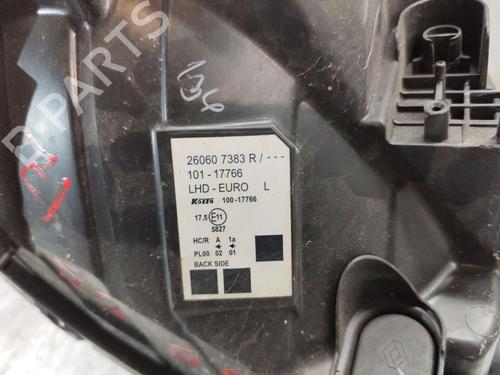 B-PARTS
26060 7383 R / ---
101 - 17766
LHD - EURO L
KOITO 100 -17766
17.5 E11
5827
HC/R A 1a
PL00 02 01
BACK SIDE